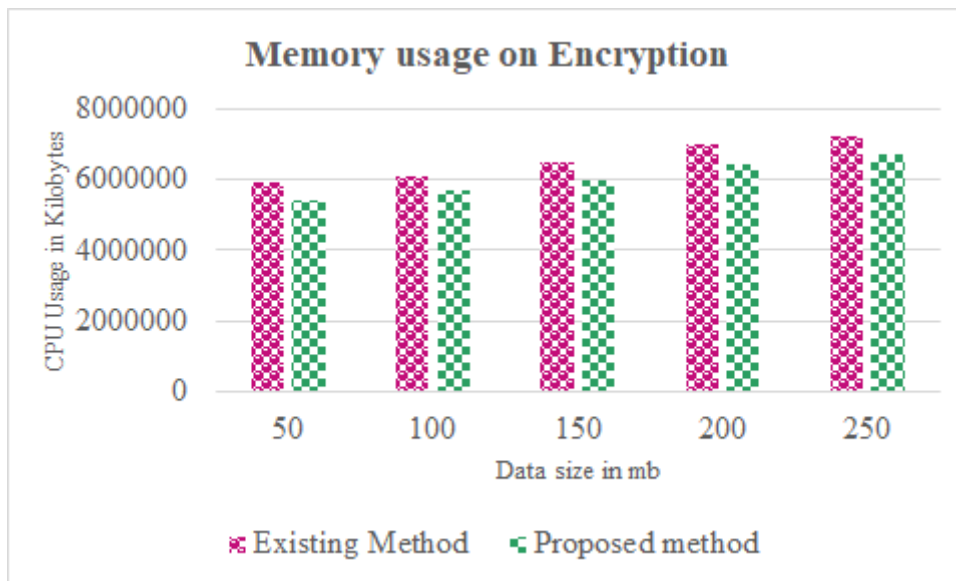 Memory usage on Encryption
CPU Usage in Kilobytes
8000000
6000000
4000000
2000000
0
50 100 150 200 250
Data size in mb
Existing Method Proposed method